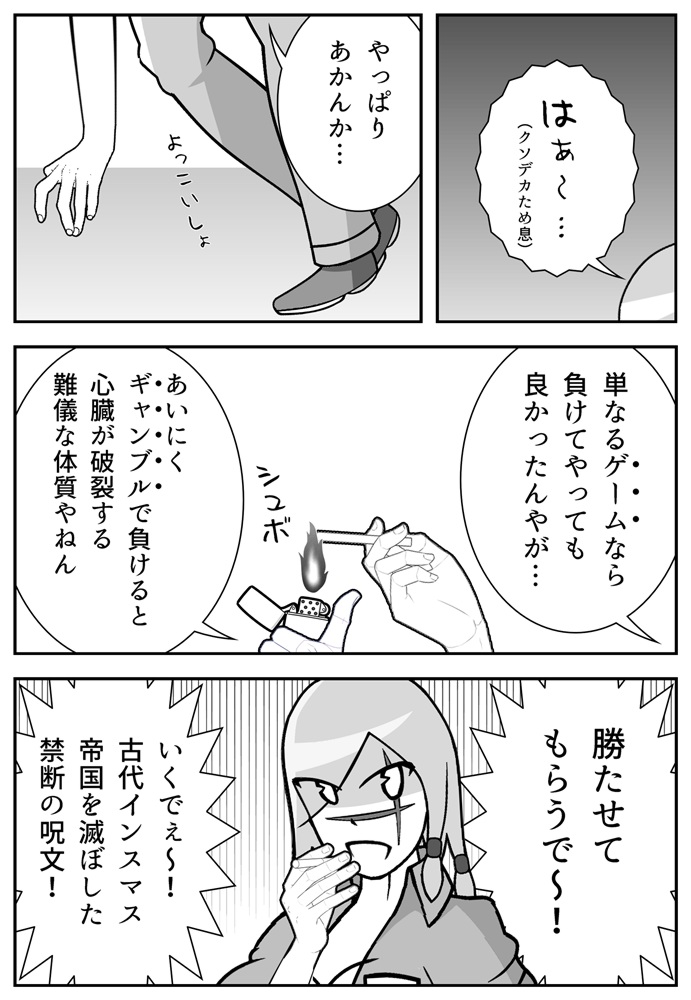 はぁ～…
（クソデカため息）
やっぱり
あかんか…
よっこいしょ
単なるゲームなら
負けてやっても
良かったんやが…
シュボ
あいにく
ギャンブルで負けると
心臓が破裂する
難儀な体質やねん
勝たせて
もらうで～！
いくでぇ～！
古代インスマス
帝国を滅ぼした
禁断の呪文！